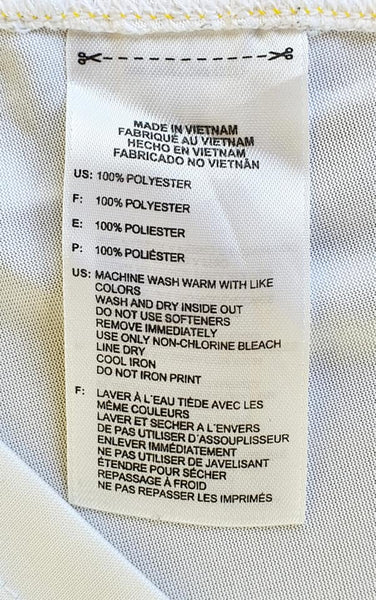 MADE IN VIETNAM
FABRIQUÉ AU VIETNAM
HECHO EN VIETNAM
FABRICADO NO VIETNÃN
US: 100% POLYESTER
F: 100% POLYESTER
E: 100% POLIESTER
P: 100% POLIÉSTER
US: MACHINE WASH WARM WITH LIKE
COLORS
WASH AND DRY INSIDE OUT
DO NOT USE SOFTENERS
REMOVE IMMEDIATELY
USE ONLY NON-CHLORINE BLEACH
LINE DRY
COOL IRON
DO NOT IRON PRINT
F: LAVER À L'EAU TIÉDE AVEC LES
MÊME COULEURS
LAVER ET SECHER A L'ENVERS
DE PAS UTILISER D'ASSOUPLISSEUR
ENLEVER IMMÉDIATEMENT
NE PAS UTILISER DE JAVELISANT
ÉTENDRE POUR SÉCHER
REPASSAGE À FROID
NE PAS REPASSER LES IMPRIMÉS